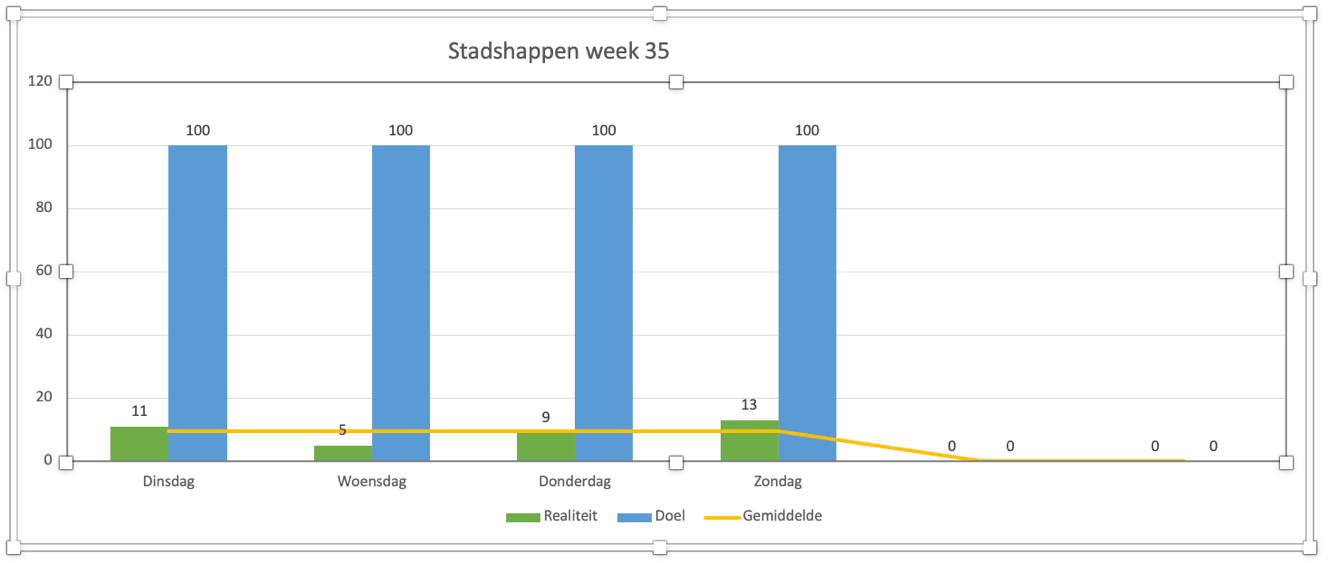 Stadshappen week 35
120
100
80
60
40
20
0
100 100 100 100
11 5 9 13 0 0 0 0
Dinsdag Woensdag Donderdag Zondag
Realiteit Doel Gemiddelde